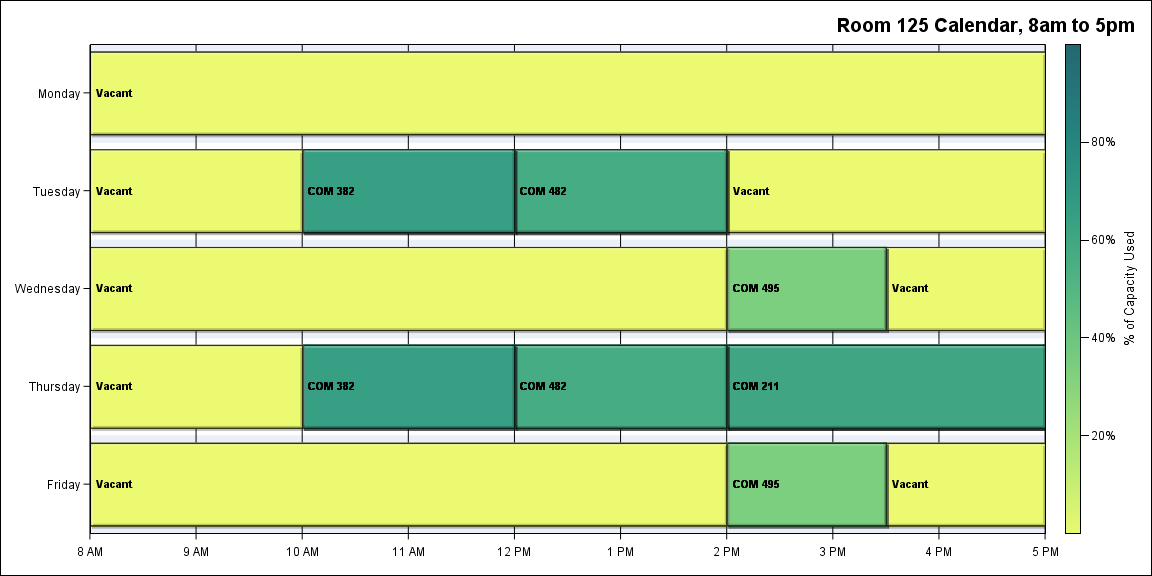 Room 125 Calendar, 8am to 5pm
Monday
Vacant
Tuesday
Vacant
COM 382
COM 482
Vacant
Wednesday
Vacant
COM 495
Vacant
Thursday
Vacant
COM 382
COM 482
COM 211
Friday
Vacant
COM 495
Vacant
8 AM
9 AM
10 AM
11 AM
12 PM
1 PM
2 PM
3 PM
4 PM
5 PM
80%
60%
40%
20%
% of Capacity Used